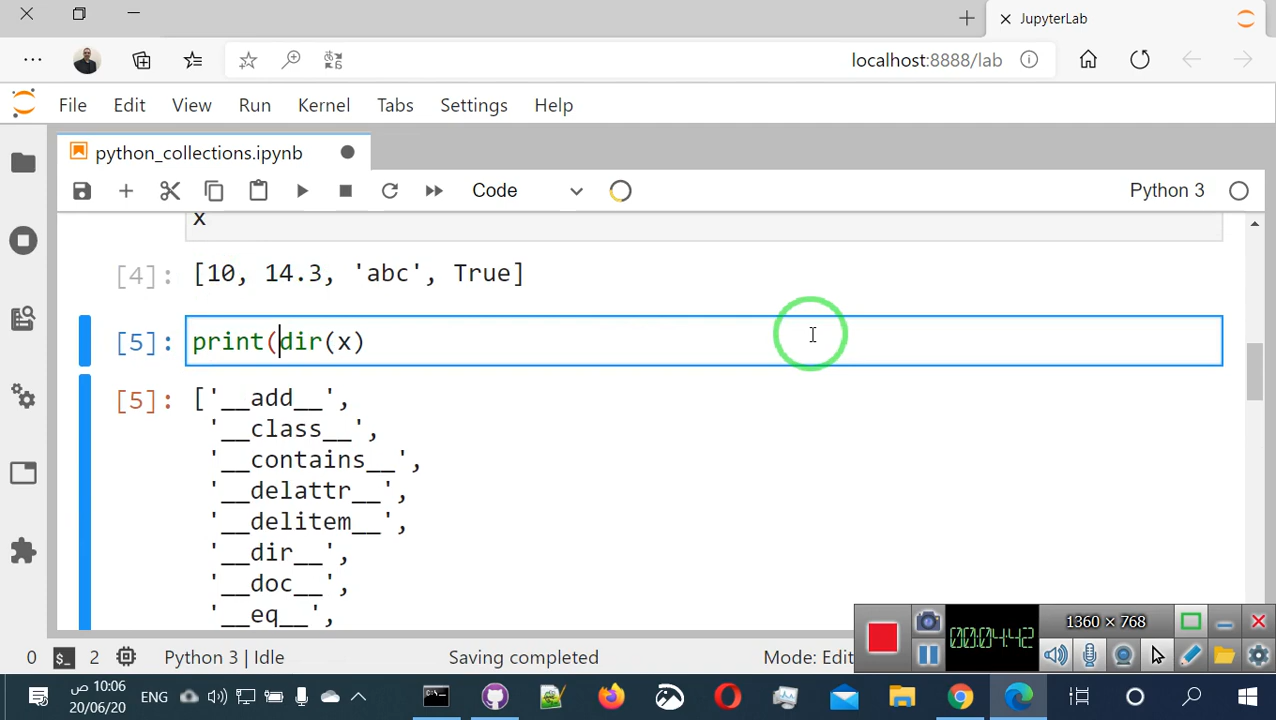 JupyterLab
localhost:8888/lab
File Edit View Run Kernel Tabs Settings Help
python_collections.ipynb
Code
Python 3
x
[4]: [10, 14.3, 'abc', True]
[5]: print(dir(x)
[5]: ['__add__',
'__class__',
'__contains__',
'__delattr__',
'__delitem__',
'__dir__',
'__doc__',
'__eq__',
1360 × 768
00:04:42
0 2 Python 3 | Idle Saving completed Mode: Edit
10:06 ص
20/06/20
ENG